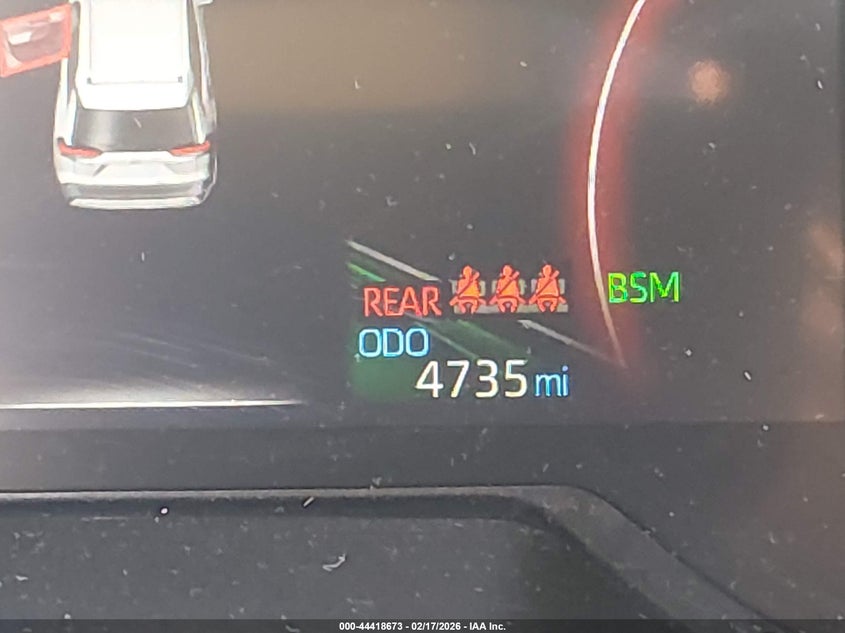 REAR
BSM
ODO
4735 mi
000-44418673 - 02/17/2026 - IAA Inc.